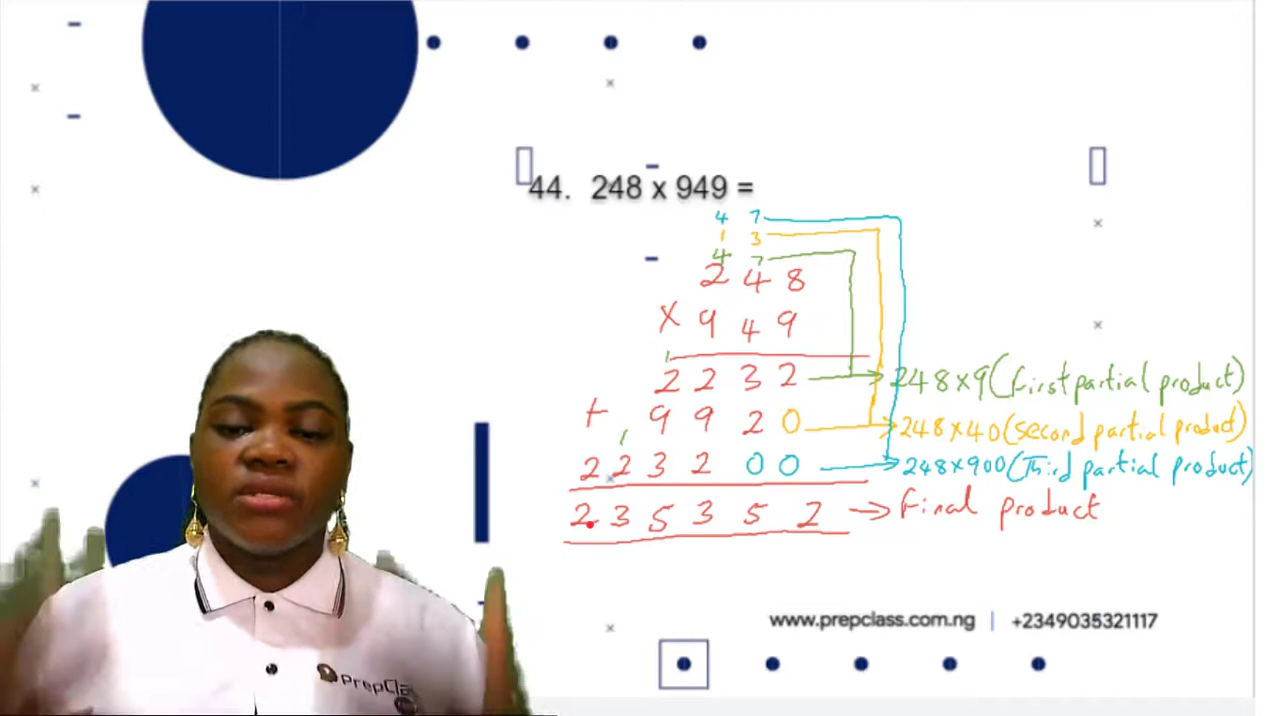 44. 248 x 949 =
4 7
1 3
4 7
2 4 8
x 9 4 9
1
2 2 3 2 → 248x9 (First partial product)
+ 9 9 2 0 → 248x40 (second partial product)
1 1
2 2 3 2 0 0 → 248x900 (Third partial product)
2 3 5 3 5 2 → Final product
www.prepclass.com.ng | +2349035321117
PrepCla